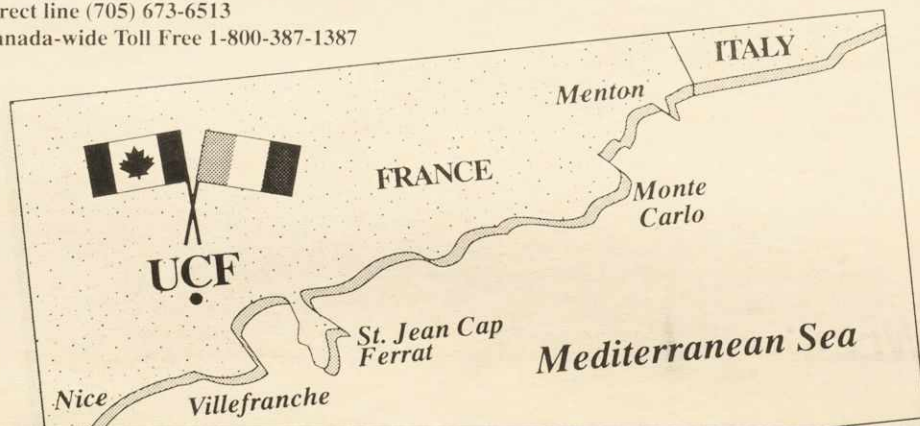 rect line (705) 673-6513
anada-wide Toll Free 1-800-387-1387
ITALY
Menton
FRANCE
Monte
Carlo
UCF
St. Jean Cap
Ferrat
Mediterranean Sea
Nice
Villefranche